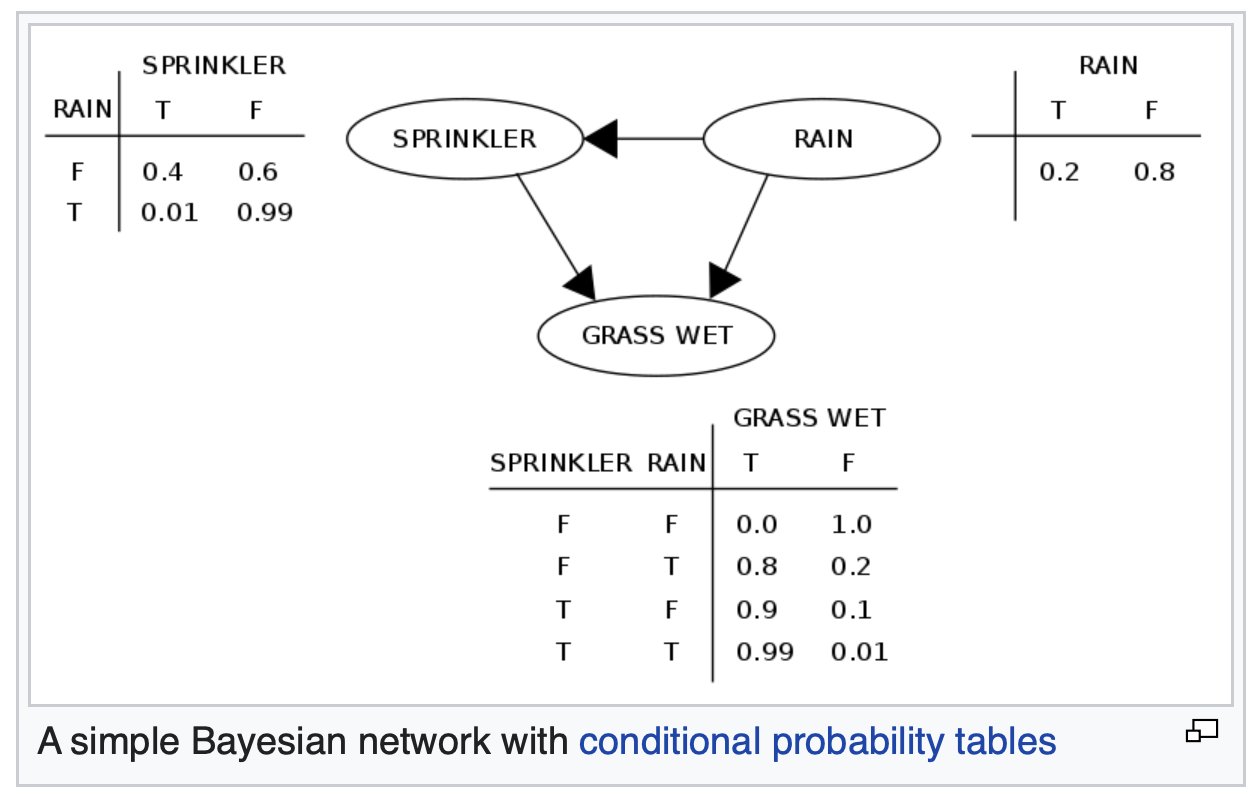 SPRINKLER
RAIN T F
F 0.4 0.6
T 0.01 0.99
SPRINKLER
RAIN
RAIN
T F
0.2 0.8
GRASS WET
GRASS WET
SPRINKLER RAIN T F
F F 0.0 1.0
F T 0.8 0.2
T F 0.9 0.1
T T 0.99 0.01
A simple Bayesian network with conditional probability tables